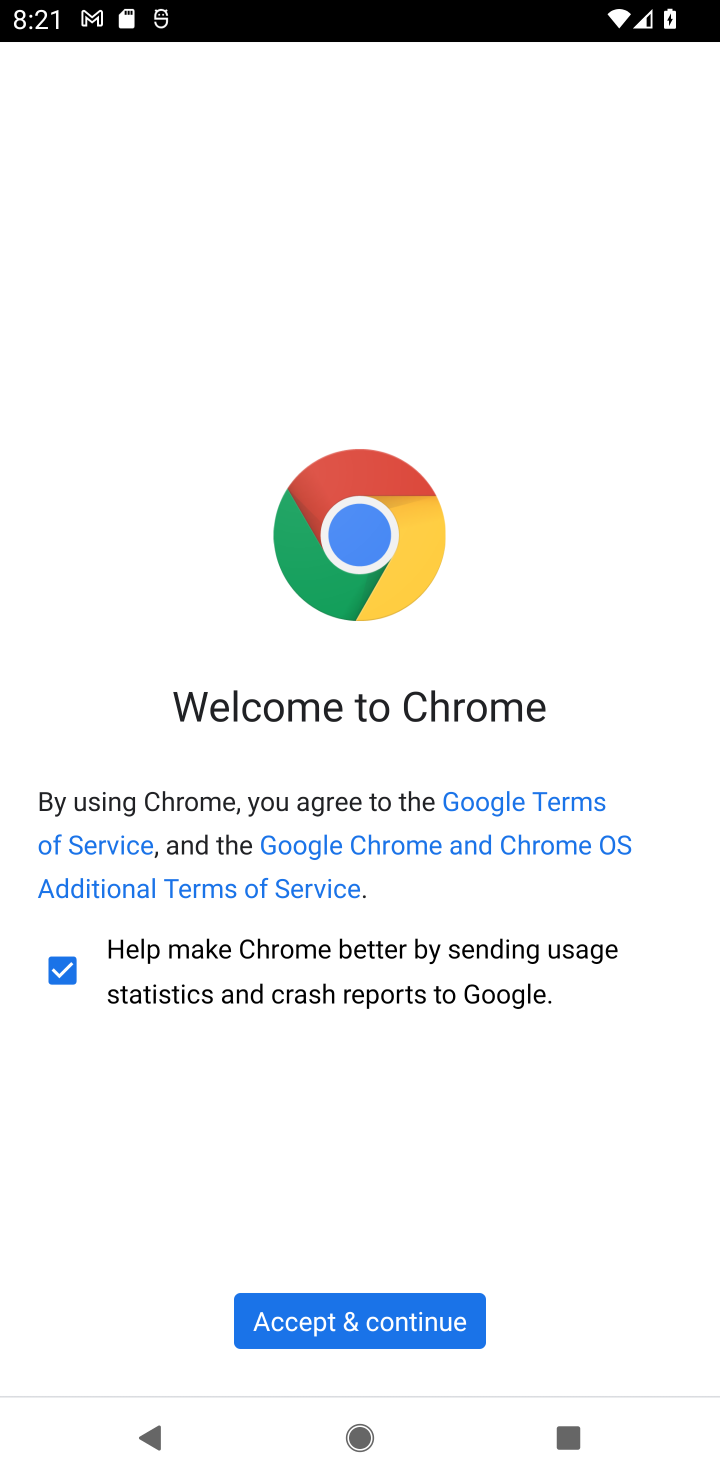 8:21
Welcome to Chrome
By using Chrome, you agree to the Google Terms
of Service, and the Google Chrome and Chrome OS
Additional Terms of Service.
Help make Chrome better by sending usage
statistics and crash reports to Google.
Accept & continue